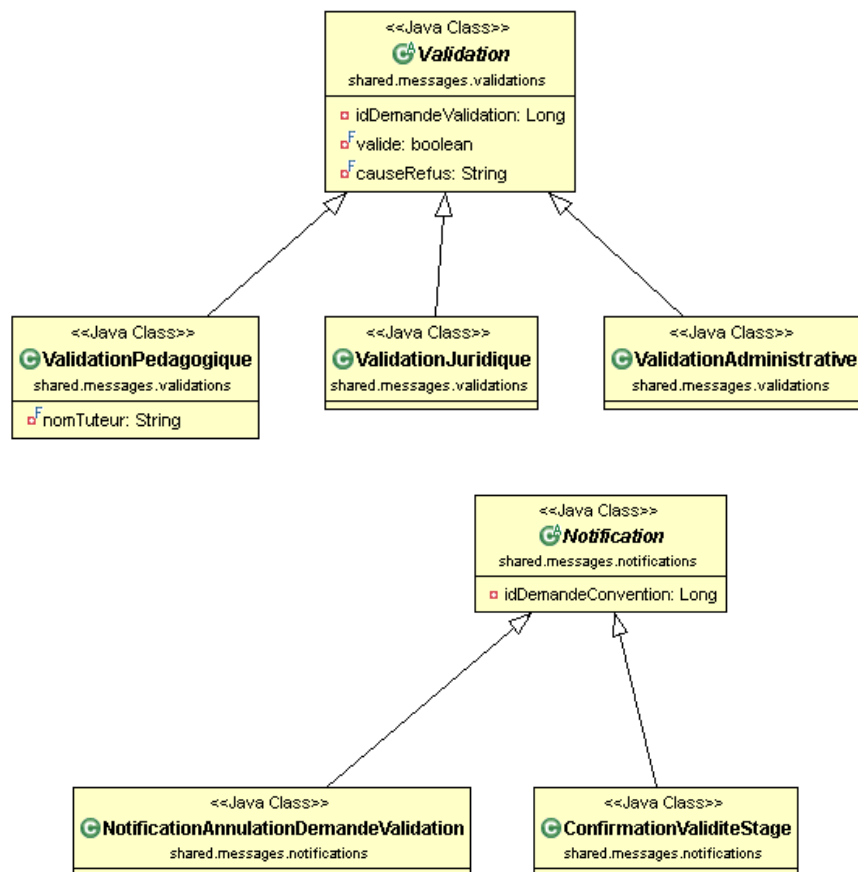 <<Java Class>>
Validation
shared.messages.validations
idDemandeValidation: Long
valide: boolean
causeRefus: String
<<Java Class>>
ValidationPedagogique
shared.messages.validations
nomTuteur: String
<<Java Class>>
ValidationJuridique
shared.messages.validations
<<Java Class>>
ValidationAdministrative
shared.messages.validations
<<Java Class>>
Notification
shared.messages.notifications
idDemandeConvention: Long
<<Java Class>>
NotificationAnnulationDemandeValidation
shared.messages.notifications
<<Java Class>>
ConfirmationValiditeStage
shared.messages.notifications